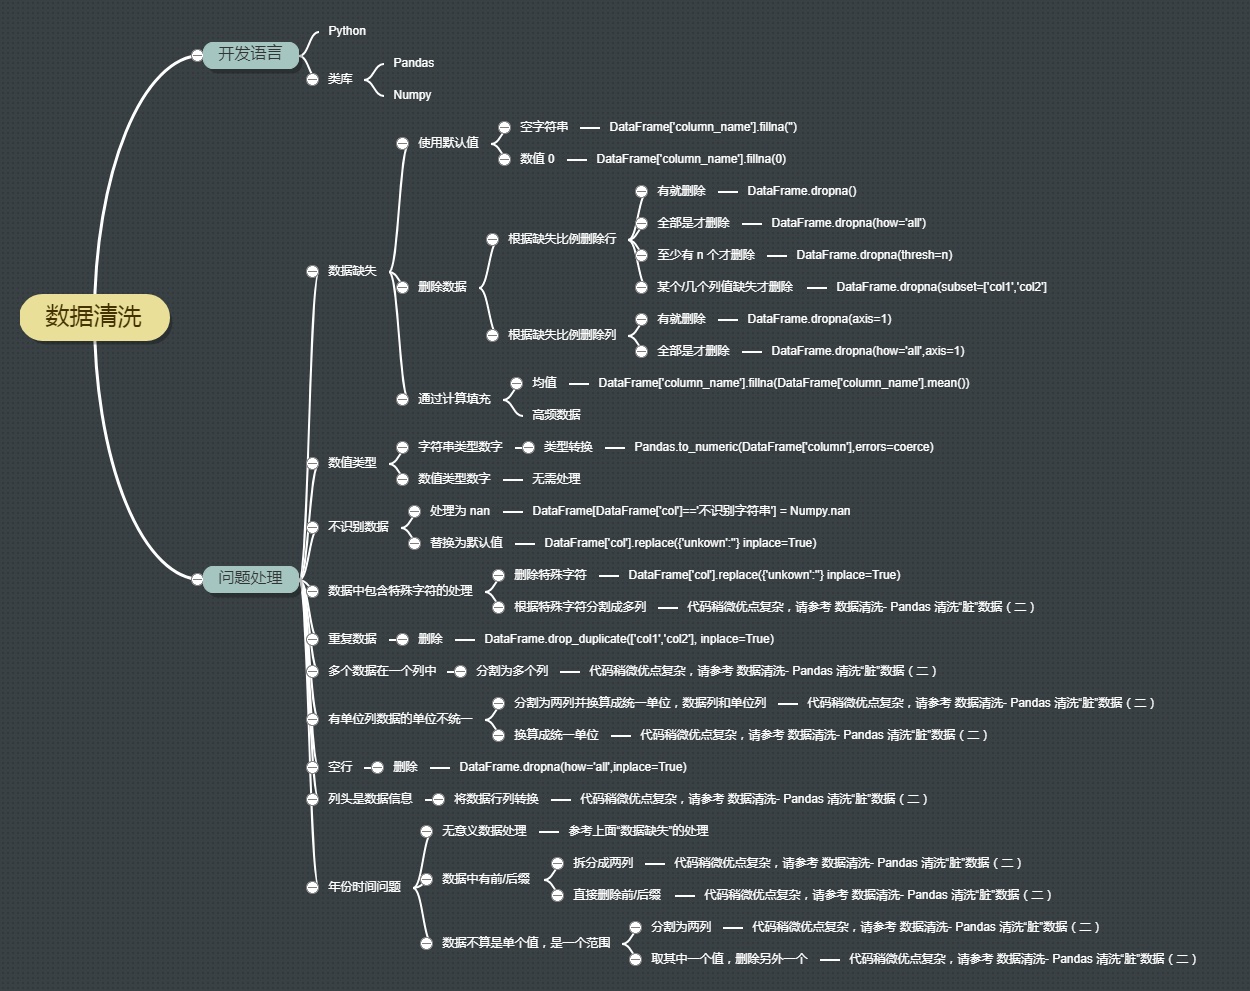 Python
开发语言
Pandas
类库
Numpy
空字符串 DataFrame['column_name'].fillna('')
使用默认值
数值 0 DataFrame['column_name'].fillna(0)
有就删除 DataFrame.dropna()
全部是才删除 DataFrame.dropna(how='all')
根据缺失比例删除行
至少有 n 个才删除 DataFrame.dropna(thresh=n)
数据缺失
删除数据
某个/几个列值缺失才删除 DataFrame.dropna(subset=['col1','col2']
数据清洗
有就删除 DataFrame.dropna(axis=1)
根据缺失比例删除列
全部是才删除 DataFrame.dropna(how='all',axis=1)
均值 DataFrame['column_name'].fillna(DataFrame['column_name'].mean())
通过计算填充
高频数据
字符串类型数字 类型转换 Pandas.to_numeric(DataFrame['column'],errors=coerce)
数值类型
数值类型数字 无需处理
处理为 nan DataFrame[DataFrame['col']=='不识别字符串'] = Numpy.nan
不识别数据
替换为默认值 DataFrame['col'].replace({'unkown':''} inplace=True)
问题处理
删除特殊字符 DataFrame['col'].replace({'unkown':''} inplace=True)
数据中包含特殊字符的处理
根据特殊字符分割成多列 代码稍微优点复杂，请参考 数据清洗- Pandas 清洗“脏”数据（二）
重复数据 删除 DataFrame.drop_duplicate(['col1','col2'], inplace=True)
多个数据在一个列中 分割为多个列 代码稍微优点复杂，请参考 数据清洗- Pandas 清洗“脏”数据（二）
分割为两列并换算成统一单位，数据列和单位列 代码稍微优点复杂，请参考 数据清洗- Pandas 清洗“脏”数据（二）
有单位列数据的单位不统一
换算成统一单位 代码稍微优点复杂，请参考 数据清洗- Pandas 清洗“脏”数据（二）
空行 删除 DataFrame.dropna(how='all',inplace=True)
列头是数据信息 将数据行列转换 代码稍微优点复杂，请参考 数据清洗- Pandas 清洗“脏”数据（二）
无意义数据处理 参考上面“数据缺失”的处理
拆分成两列 代码稍微优点复杂，请参考 数据清洗- Pandas 清洗“脏”数据（二）
数据中有前/后缀
年份时间问题
直接删除前/后缀 代码稍微优点复杂，请参考 数据清洗- Pandas 清洗“脏”数据（二）
分割为两列 代码稍微优点复杂，请参考 数据清洗- Pandas 清洗“脏”数据（二）
数据不算是单个值，是一个范围
取其中一个值，删除另外一个 代码稍微优点复杂，请参考 数据清洗- Pandas 清洗“脏”数据（二）